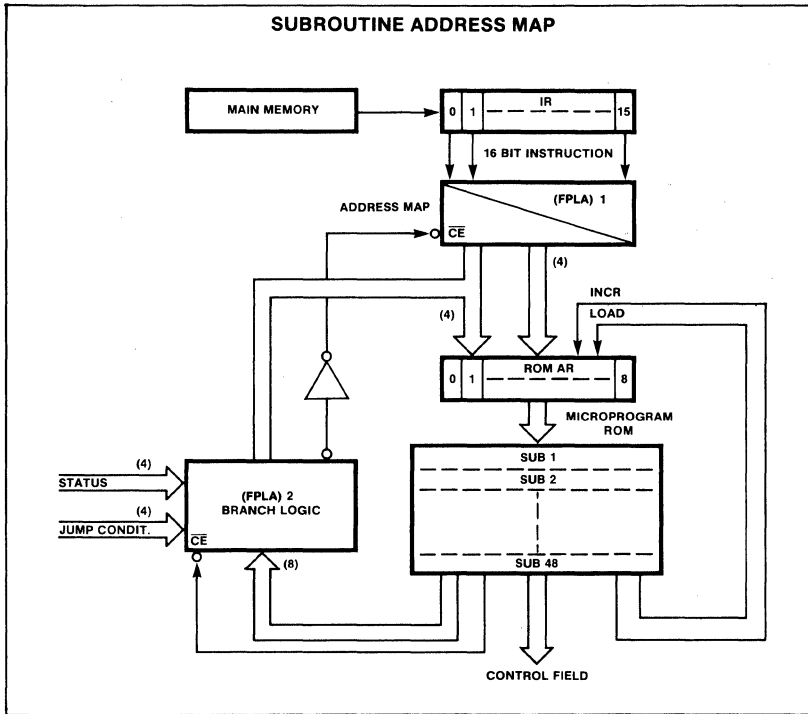 SUBROUTINE ADDRESS MAP
MAIN MEMORY
0 1 IR 15
16 BIT INSTRUCTION
ADDRESS MAP
(FPLA) 1
CE
(4)
(4)
INCR
LOAD
0 1 ROM AR 8
MICROPROGRAM
ROM
SUB 1
SUB 2
SUB 48
(4)
STATUS
(4)
JUMP CONDIT.
(FPLA) 2
BRANCH LOGIC
CE
(8)
CONTROL FIELD